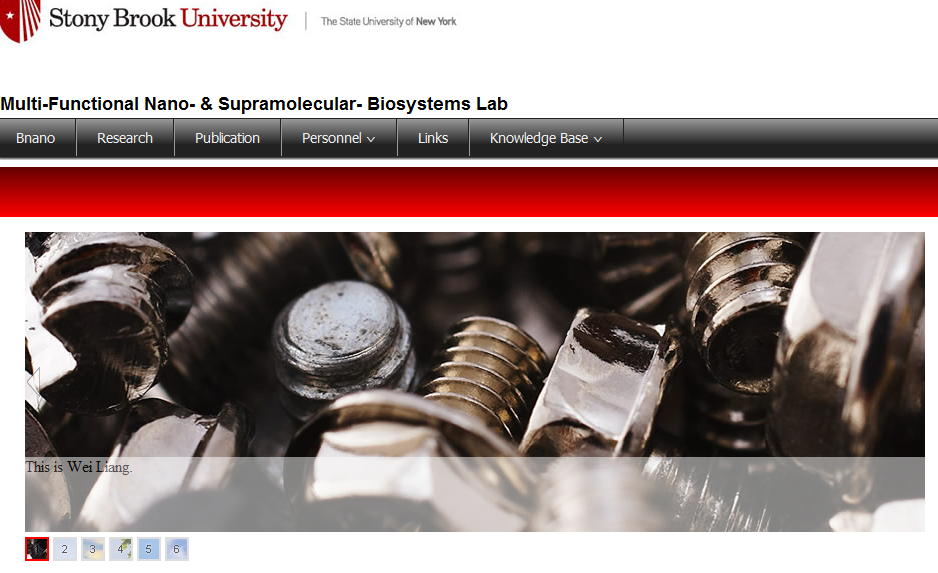 Stony Brook University | The State University of New York
Multi-Functional Nano- & Supramolecular- Biosystems Lab
Bnano Research Publication Personnel Links Knowledge Base
This is Wei Liang.
1 2 3 4 5 6